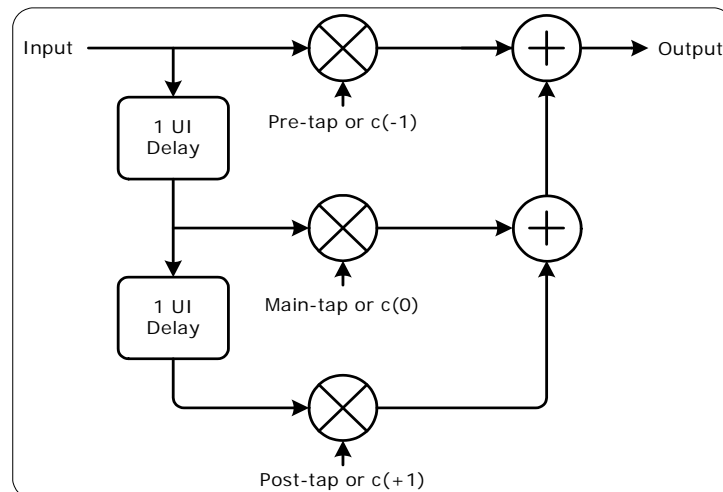 Input
Output
Pre-tap or c(-1)
1 UI
Delay
Main-tap or c(0)
1 UI
Delay
Post-tap or c(+1)